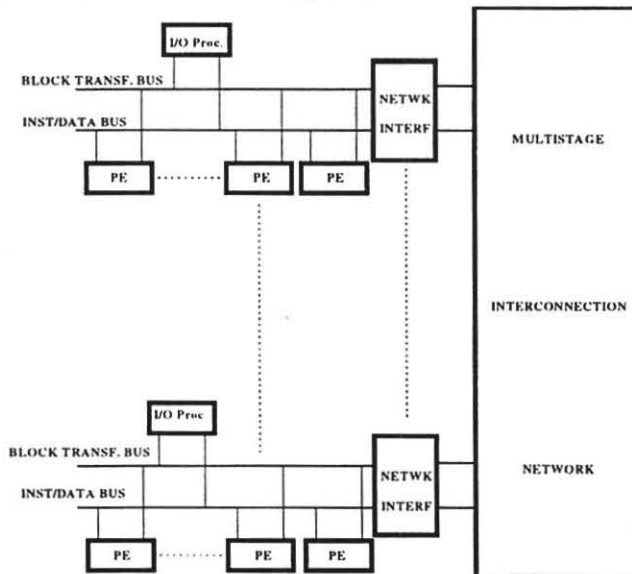 I/O Proc.
BLOCK TRANSF. BUS
NETWK
INST/DATA BUS
INTERF
MULTISTAGE
PE
PE
PE
INTERCONNECTION
I/O Proc
BLOCK TRANSF. BUS
NETWORK
NETWK
INST/DATA BUS
INTERF
PE
PE
PE